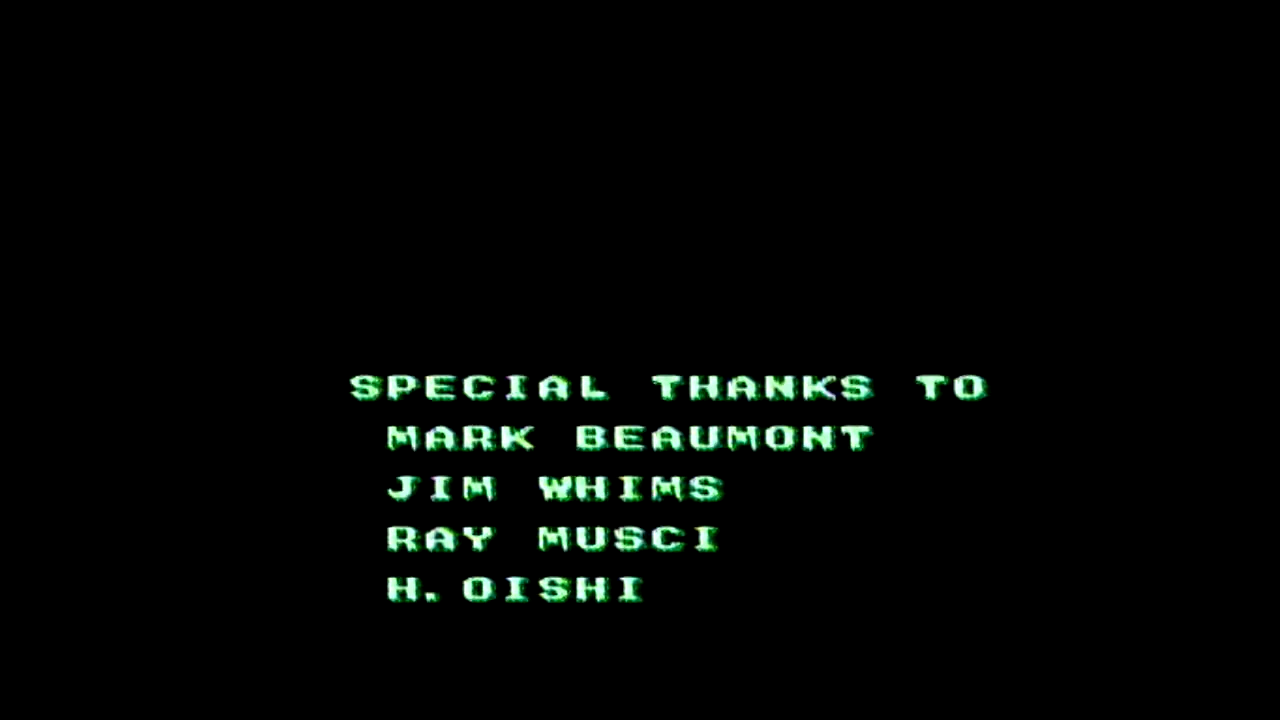 SPECIAL THANKS TO
MARK BEAUMONT
JIM WHIMS
RAY MUSCI
H. OISHI